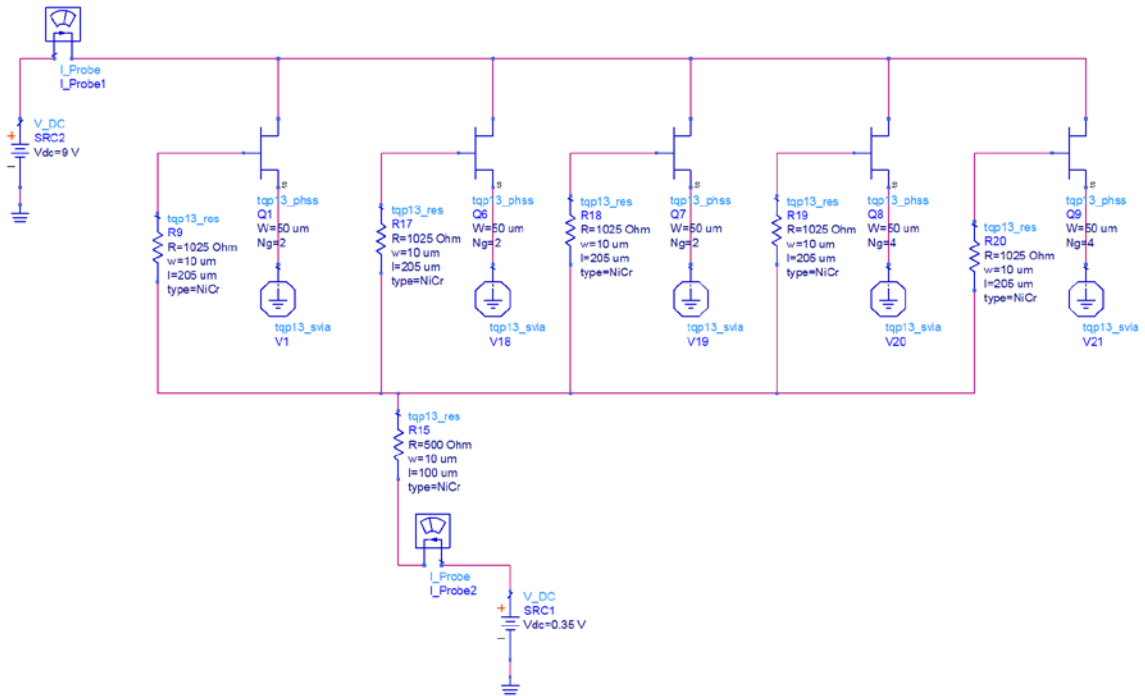 I_Probe
I_Probe1
V_DC
SRC2
Vdc=9 V
tqp13_res
R9
R=1025 Ohm
w=10 um
l=205 um
type=NiCr
s
tqp13_phss
Q1
W=50 um
Ng=2
tqp13_svia
V1
tqp13_res
R17
R=1025 Ohm
w=10 um
l=205 um
type=NiCr
s
tqp13_phss
Q6
W=50 um
Ng=2
tqp13_svia
V18
tqp13_res
R18
R=1025 Ohm
w=10 um
l=205 um
type=NiCr
s
tqp13_phss
Q7
W=50 um
Ng=2
tqp13_svia
V19
tqp13_res
R19
R=1025 Ohm
w=10 um
l=205 um
type=NiCr
s
tqp13_phss
Q8
W=50 um
Ng=4
tqp13_svia
V20
tqp13_res
R20
R=1025 Ohm
w=10 um
l=205 um
type=NiCr
s
tqp13_phss
Q9
W=50 um
Ng=4
tqp13_svia
V21
tqp13_res
R15
R=500 Ohm
w=10 um
l=100 um
type=NiCr
I_Probe
I_Probe2
V_DC
SRC1
Vdc=0.35 V